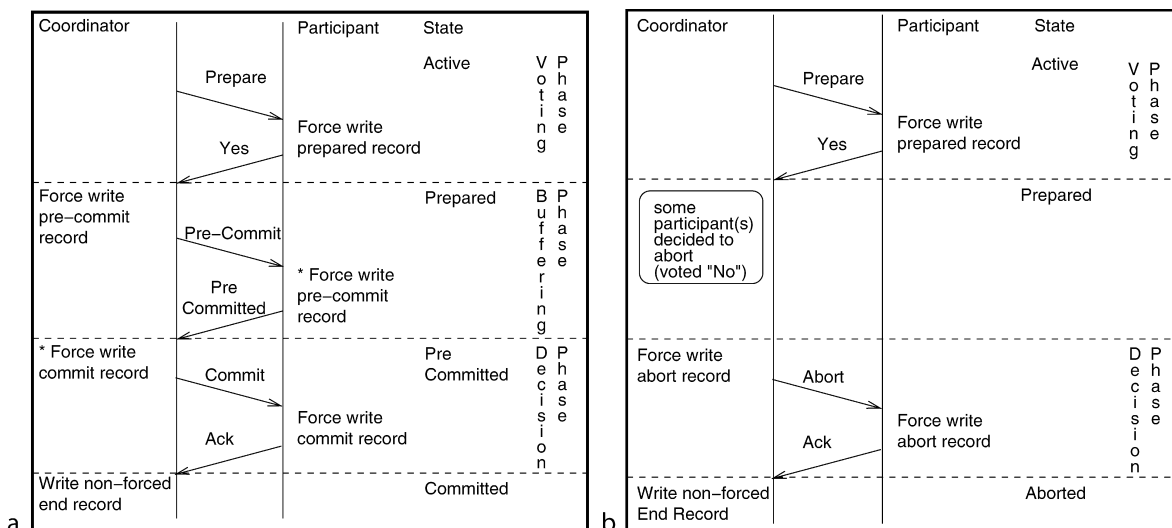 Coordinator
Participant
State
Active
Voting
Phase
Prepare
Force write
prepared record
Yes
Force write
pre-commit
record
Prepared
Buffering
Phase
Pre-Commit
* Force write
pre-commit
record
Pre
Committed
* Force write
commit record
Pre
Committed
Decision
Phase
Commit
Force write
commit record
Ack
Write non-forced
end record
Committed
a
Coordinator
Participant
State
Active
Voting
Phase
Prepare
Force write
prepared record
Yes
Prepared
some
participant(s)
decided to
abort
(voted "No")
Force write
abort record
Decision
Phase
Abort
Force write
abort record
Ack
Write non-forced
End Record
Aborted
b